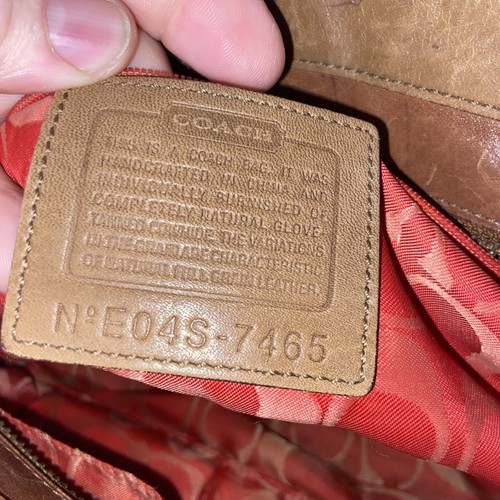 COACH
THIS IS A COACH BAG. IT WAS
HANDCRAFTED IN CHINA AND
INDIVIDUALLY BURNISHED OF
COMPLETELY NATURAL GLOVE
TANNED COWHIDE. THE VARIATIONS
IN THE GRAIN ARE CHARACTERISTIC
OF NATURAL FULL GRAIN LEATHER.
Nº E04S-7465